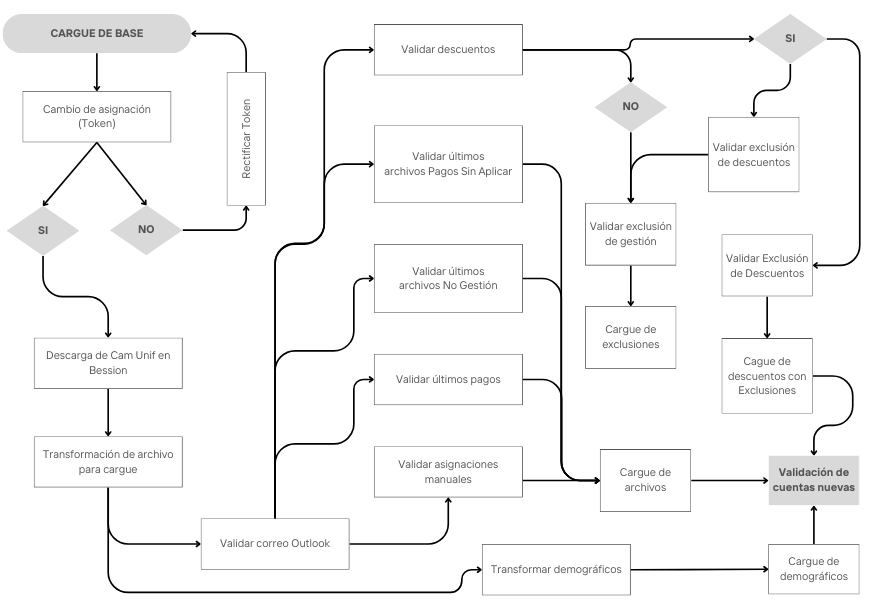 CARGUE DE BASE
Cambio de asignación
(Token)
Rectificar Token
SI
NO
Descarga de Cam Unif en
Bession
Transformación de archivo
para cargue
Validar correo Outlook
Validar descuentos
Validar últimos
archivos Pagos Sin Aplicar
Validar últimos
archivos No Gestión
Validar últimos pagos
Validar asignaciones
manuales
Transformar demográficos
NO
SI
Validar exclusión
de descuentos
Validar exclusión
de gestión
Cargue de
exclusiones
Validar Exclusión
de Descuentos
Cague de
descuentos con
Exclusiones
Cargue de
archivos
Validación de
cuentas nuevas
Cargue de
demográficos